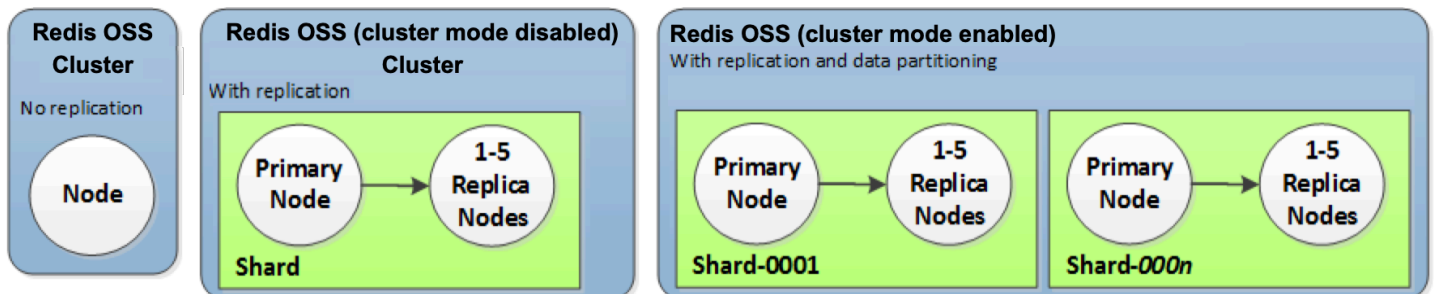 Redis OSS
Cluster
No replication
Node
Redis OSS (cluster mode disabled)
Cluster
With replication
Primary
Node
1-5
Replica
Nodes
Shard
Redis OSS (cluster mode enabled)
With replication and data partitioning
Primary
Node
1-5
Replica
Nodes
Shard-0001
Primary
Node
1-5
Replica
Nodes
Shard-000n